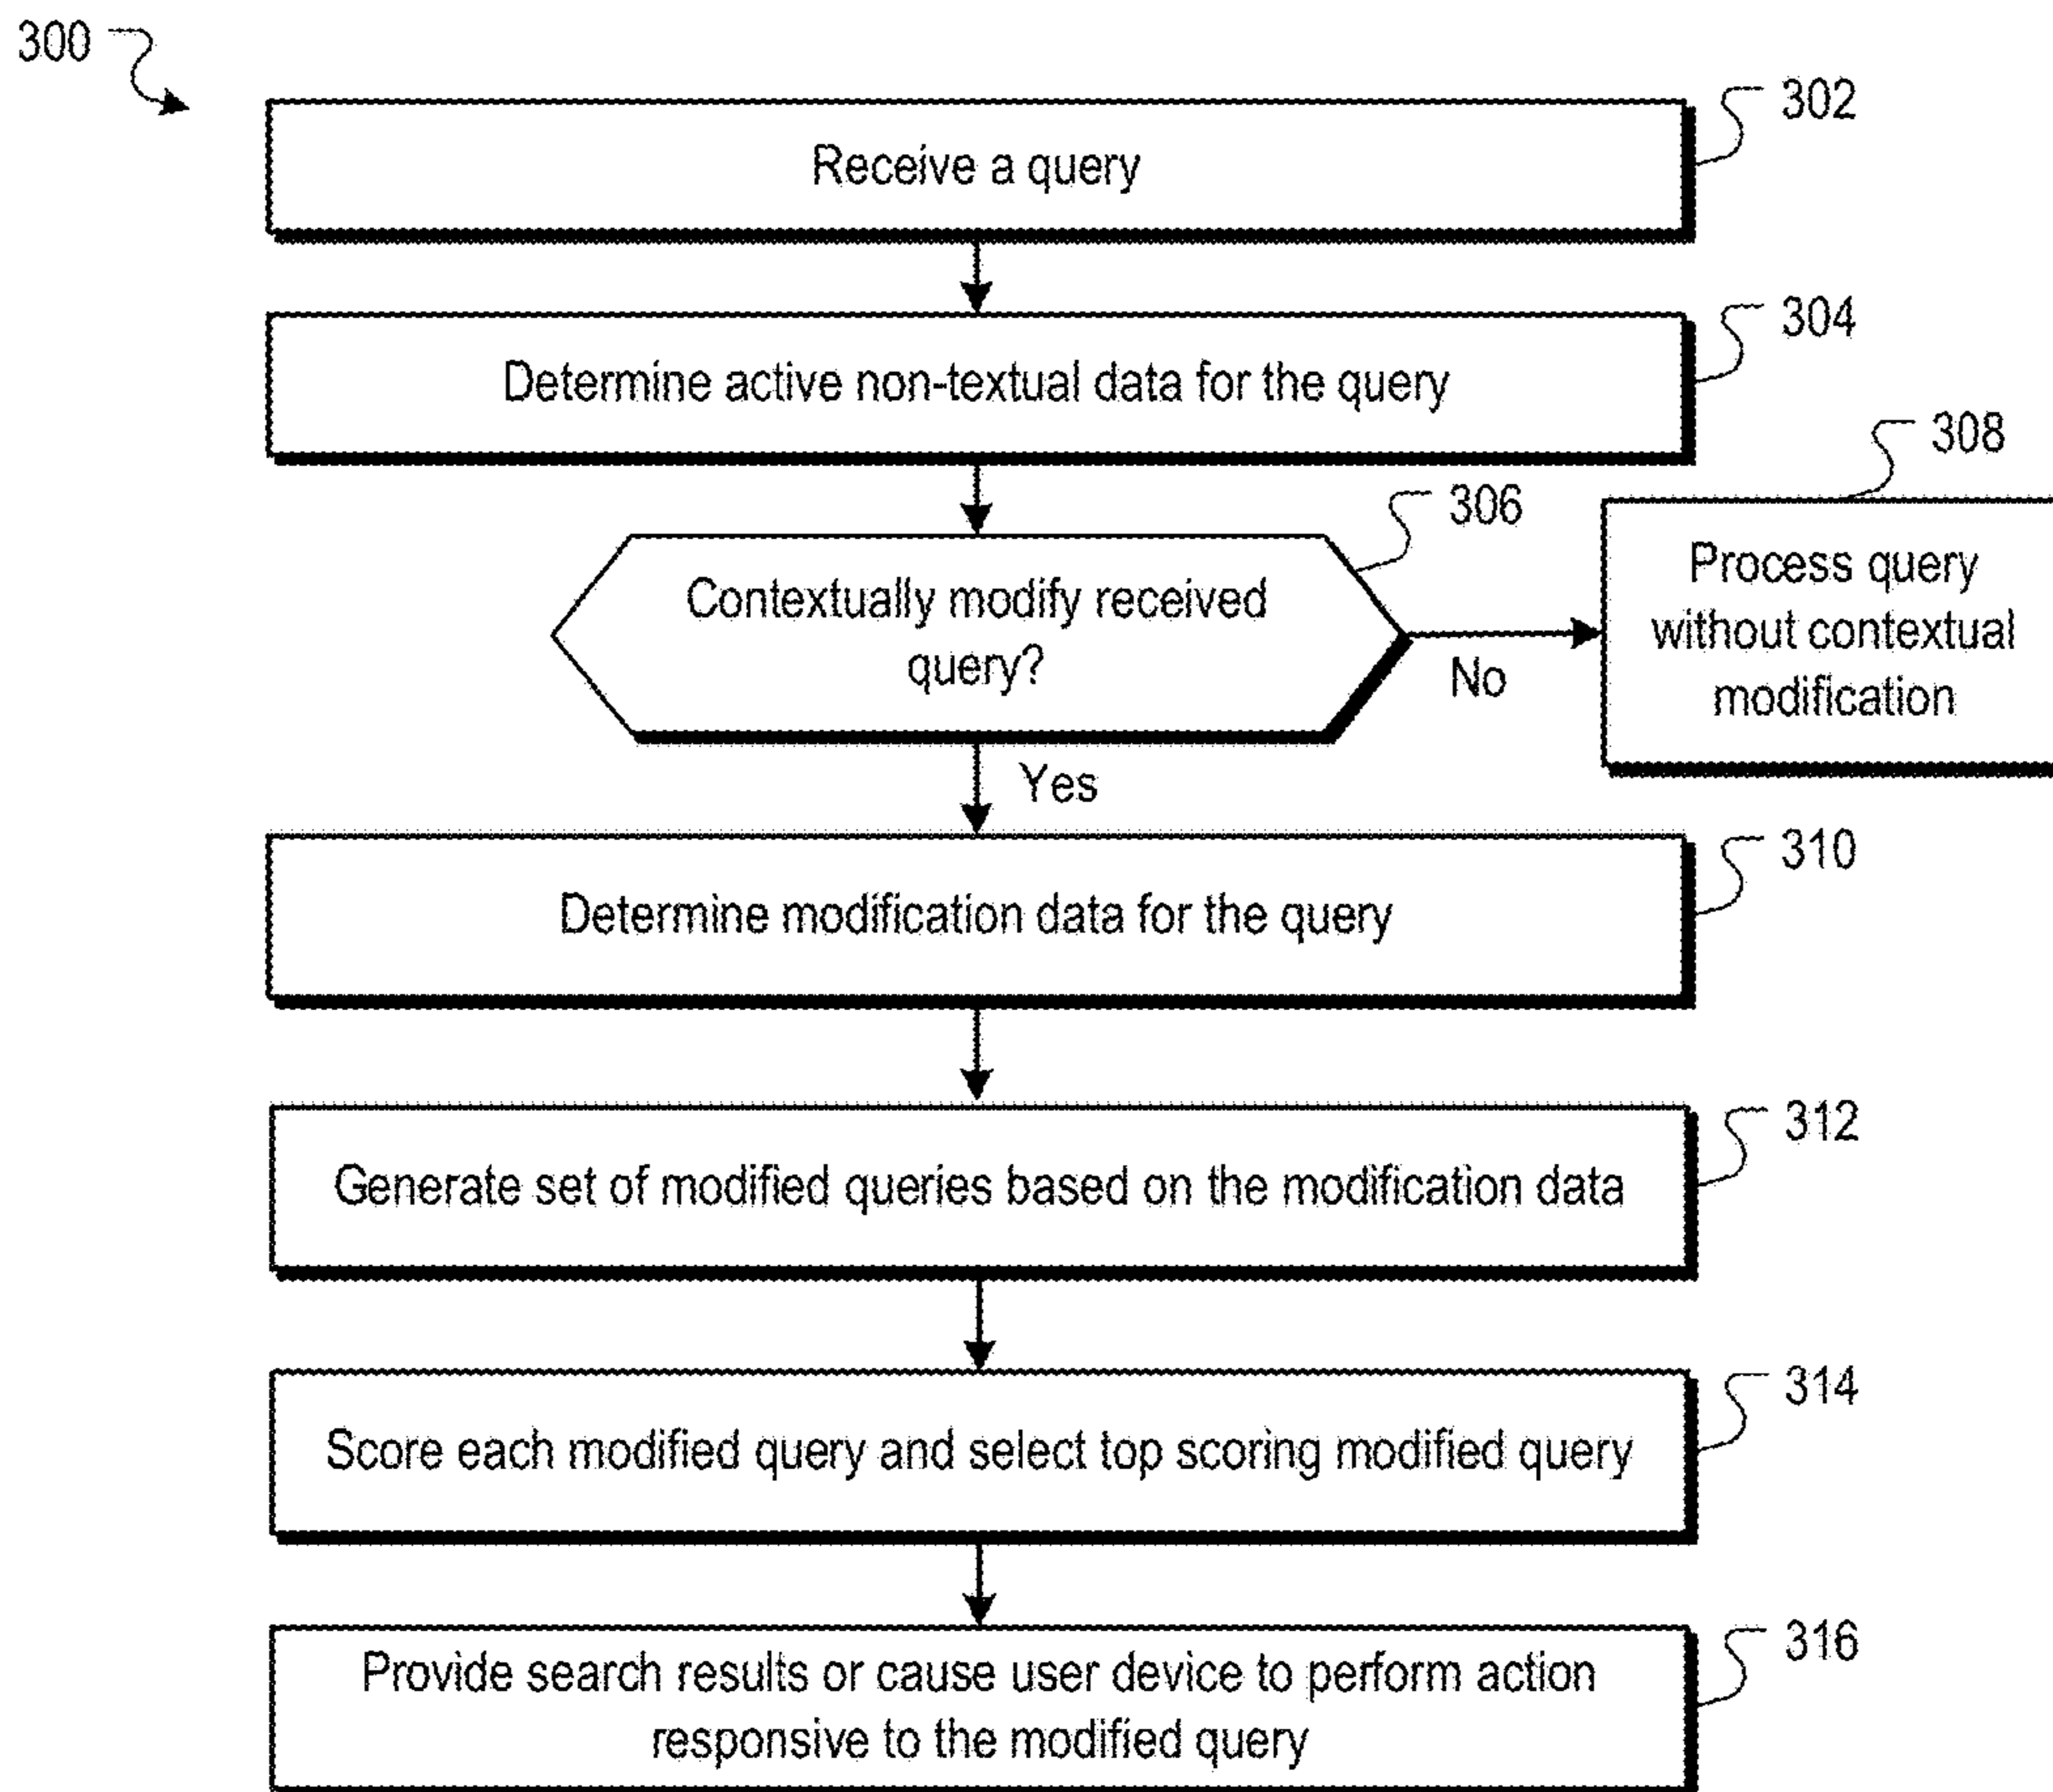 300
302
Receive a query
304
Determine active non-textual data for the query
308
306
Process query
without contextual
modification
Contextually modify received
query?
No
Yes
310
Determine modification data for the query
312
Generate set of modified queries based on the modification data
314
Score each modified query and select top scoring modified query
316
Provide search results or cause user device to perform action
responsive to the modified query